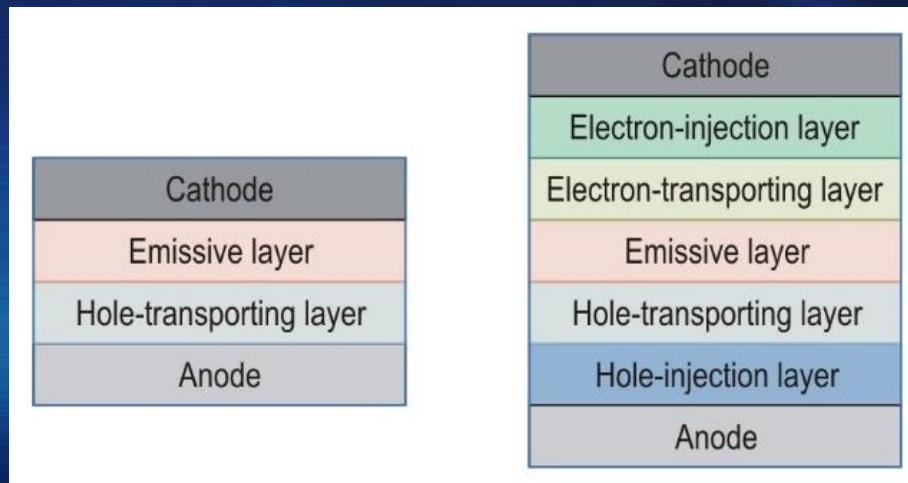 Cathode
Emissive layer
Hole-transporting layer
Anode
Cathode
Electron-injection layer
Electron-transporting layer
Emissive layer
Hole-transporting layer
Hole-injection layer
Anode